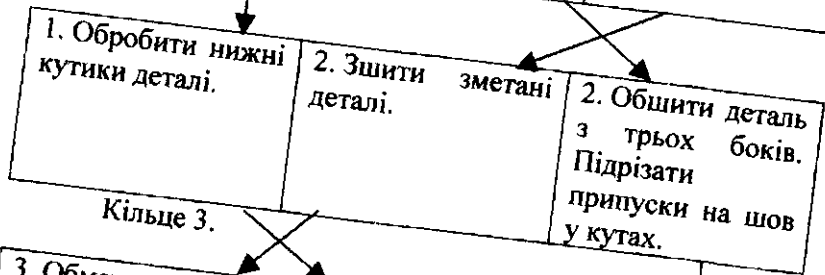 1. Обробити нижні
кутики деталі.
2. Зшити зметані
деталі.
2. Обшити деталь
з трьох боків.
Підрізати
припуски на шов
у кутах.
Кільце 3.
3.